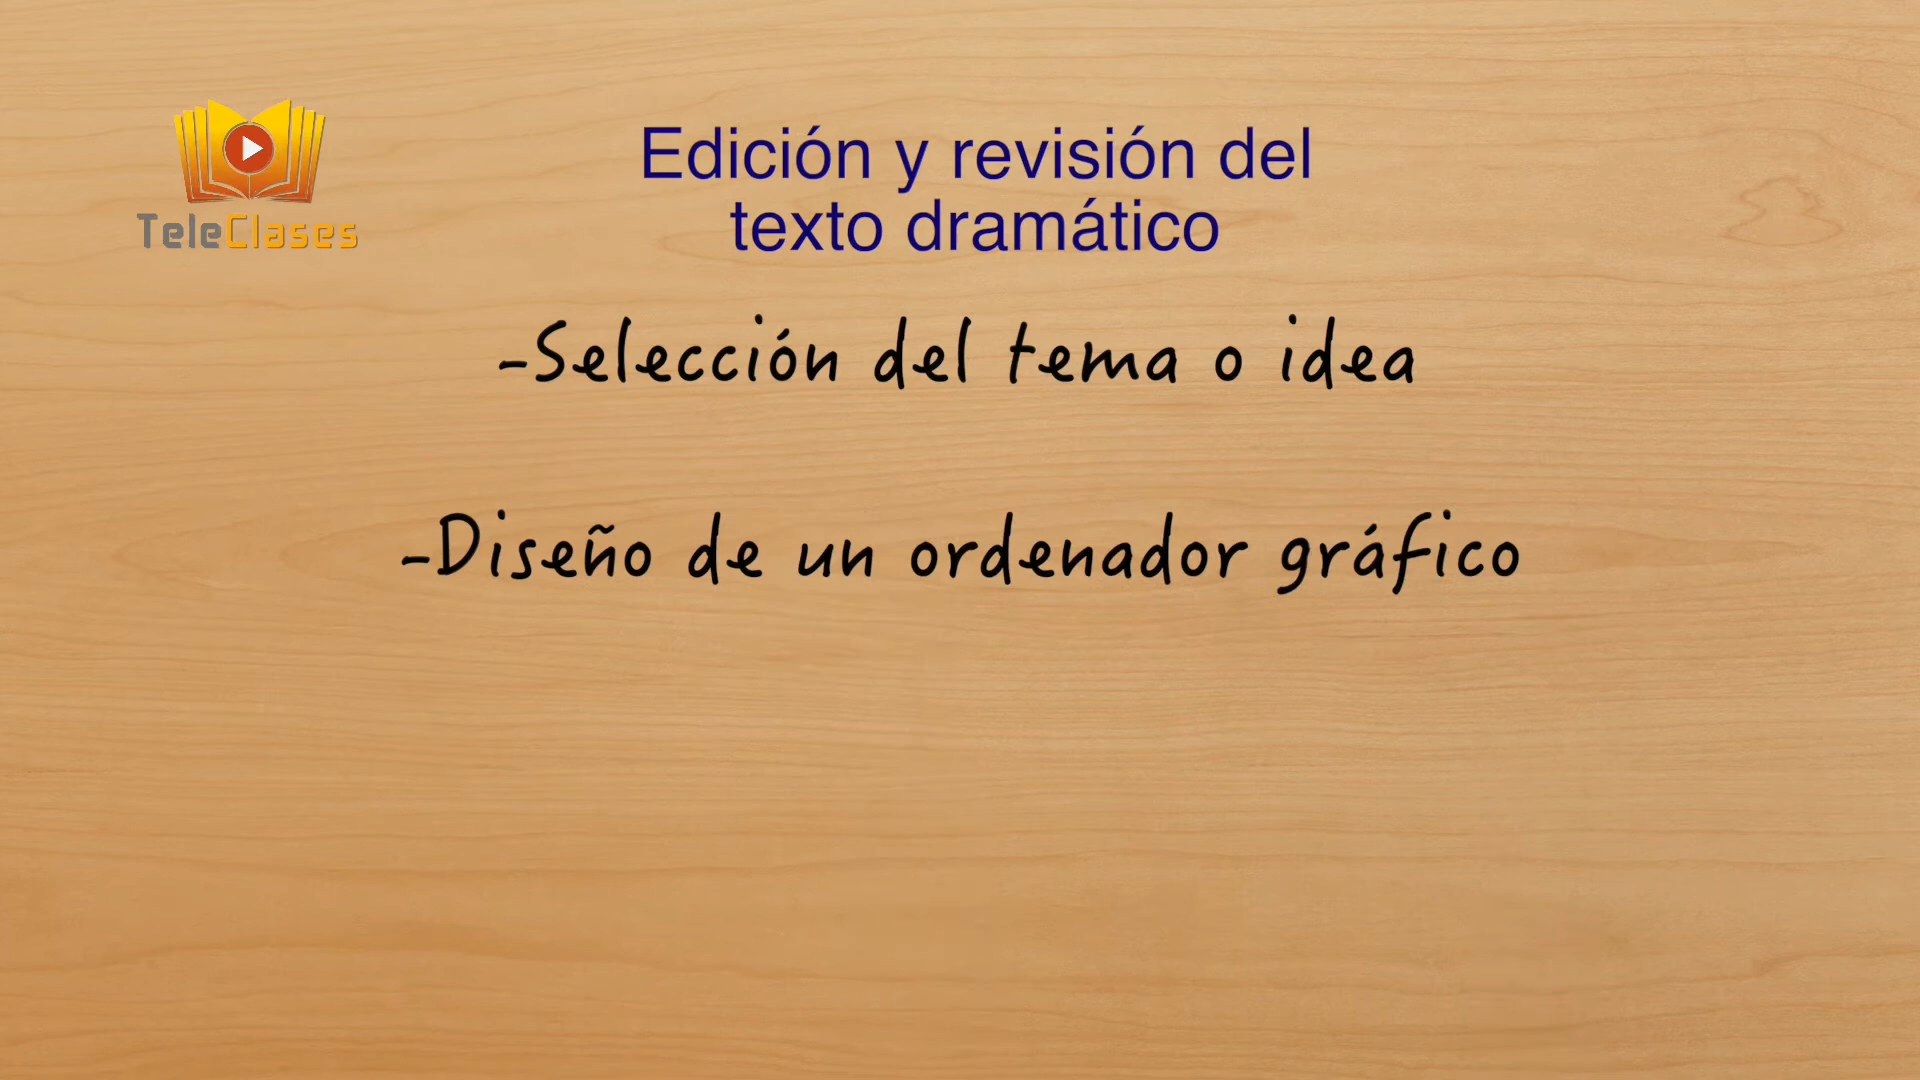 TeleClases
Edición y revisión del
texto dramático
-Selección del tema o idea
-Diseño de un ordenador gráfico